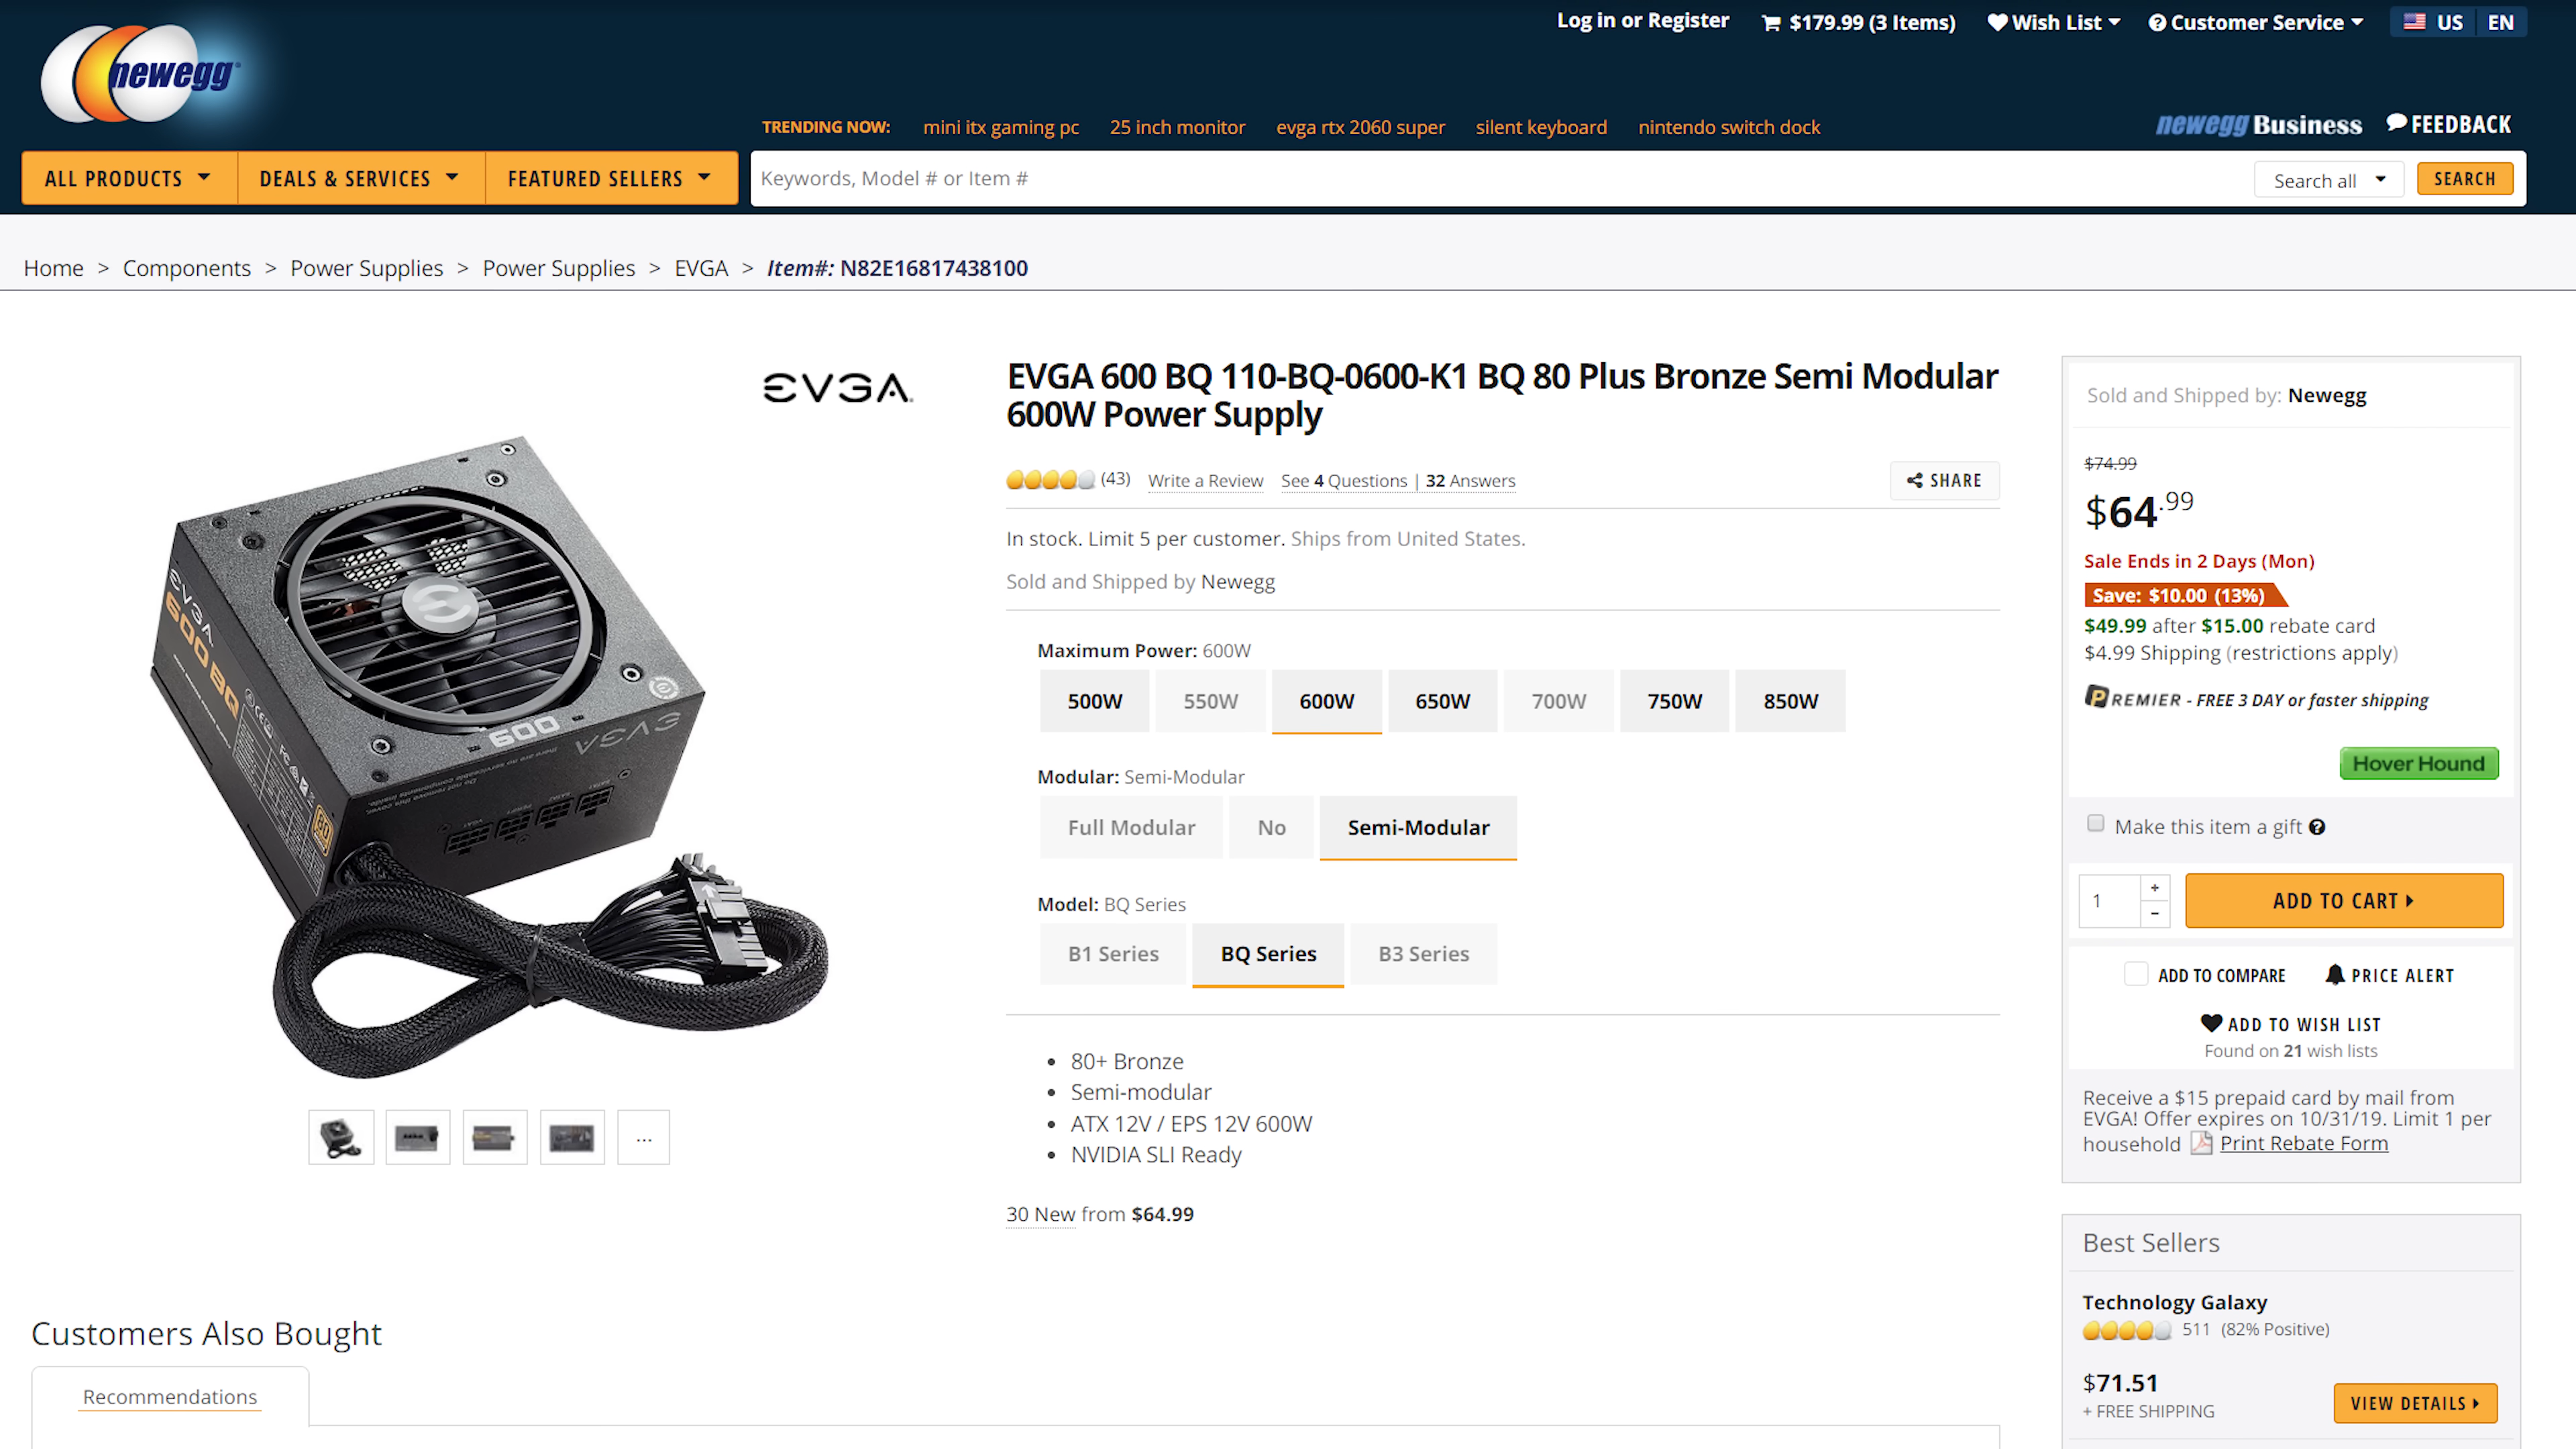 Log in or Register $179.99 (3 Items) Wish List Customer Service US EN
newegg
TRENDING NOW: mini itx gaming pc 25 inch monitor evga rtx 2060 super silent keyboard nintendo switch dock
newegg Business FEEDBACK
ALL PRODUCTS DEALS & SERVICES FEATURED SELLERS Keywords, Model # or Item # Search all SEARCH
Home > Components > Power Supplies > Power Supplies > EVGA > Item#: N82E16817438100
EVGA
EVGA
600 BQ
600 EVGA
EVGA 600 BQ 110-BQ-0600-K1 BQ 80 Plus Bronze Semi Modular
600W Power Supply
(43) Write a Review See 4 Questions | 32 Answers SHARE
In stock. Limit 5 per customer. Ships from United States.
Sold and Shipped by Newegg
Maximum Power: 600W
500W 550W 600W 650W 700W 750W 850W
Modular: Semi-Modular
Full Modular No Semi-Modular
Model: BQ Series
B1 Series BQ Series B3 Series
80+ Bronze
Semi-modular
ATX 12V / EPS 12V 600W
NVIDIA SLI Ready
30 New from $64.99
...
Sold and Shipped by: Newegg
$74.99
$64.99
Sale Ends in 2 Days (Mon)
Save: $10.00 (13%)
$49.99 after $15.00 rebate card
$4.99 Shipping (restrictions apply)
PREMIER - FREE 3 DAY or faster shipping
Hover Hound
Make this item a gift ?
1 + - ADD TO CART
ADD TO COMPARE PRICE ALERT
ADD TO WISH LIST
Found on 21 wish lists
Receive a $15 prepaid card by mail from
EVGA! Offer expires on 10/31/19. Limit 1 per
household Print Rebate Form
Best Sellers
Technology Galaxy
511 (82% Positive)
$71.51
+ FREE SHIPPING
VIEW DETAILS
Customers Also Bought
Recommendations